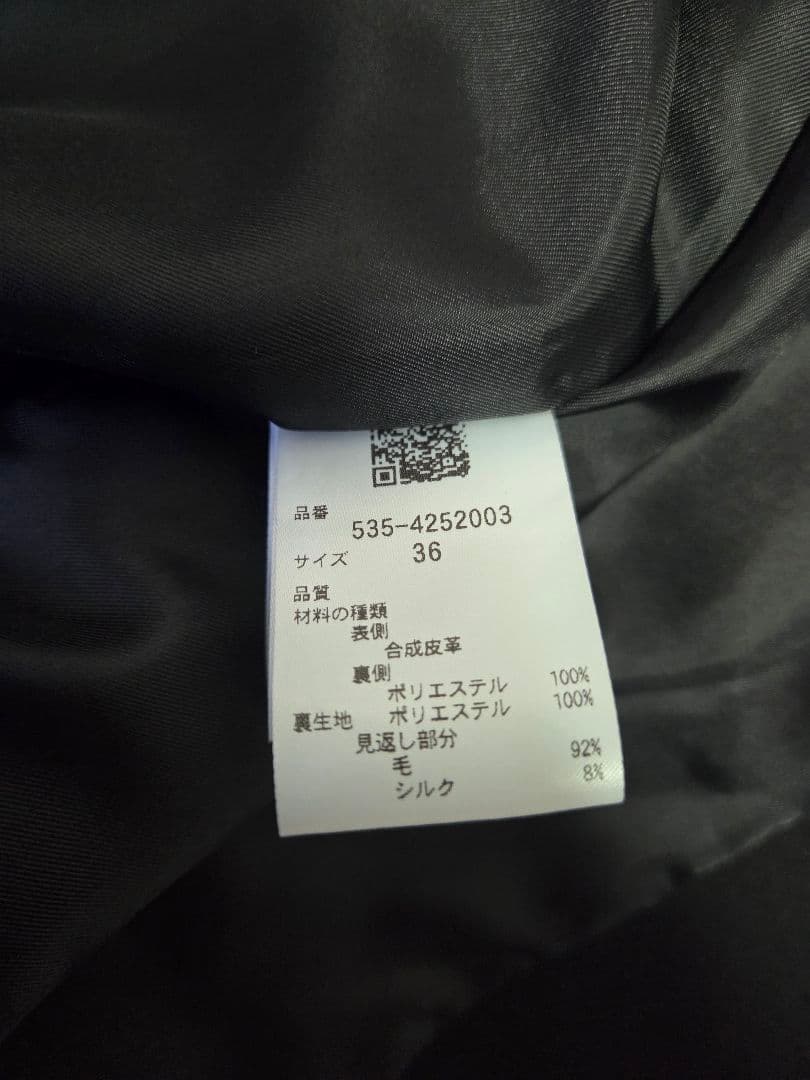 品番 535-4252003
サイズ 36
品質
材料の種類
表側
合成皮革
裏側
ポリエステル 100%
裏生地 ポリエステル 100%
見返し部分
毛 92%
シルク 8%